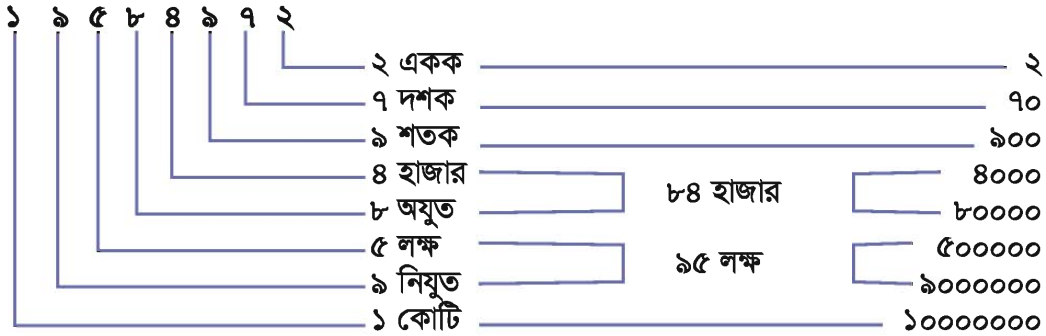 ১ ৯ ৫ ৮ ৪ ৯ ৭ ২
২ একক ২
৭ দশক ৭০
৯ শতক ৯০০
৪ হাজার ৪০০০
৮৪ হাজার
৮ অযুত ৮০০০০
৫ লক্ষ ৫০০০০০
৯৫ লক্ষ
৯ নিযুত ৯০০০০০০
১ কোটি ১০০০০০০০